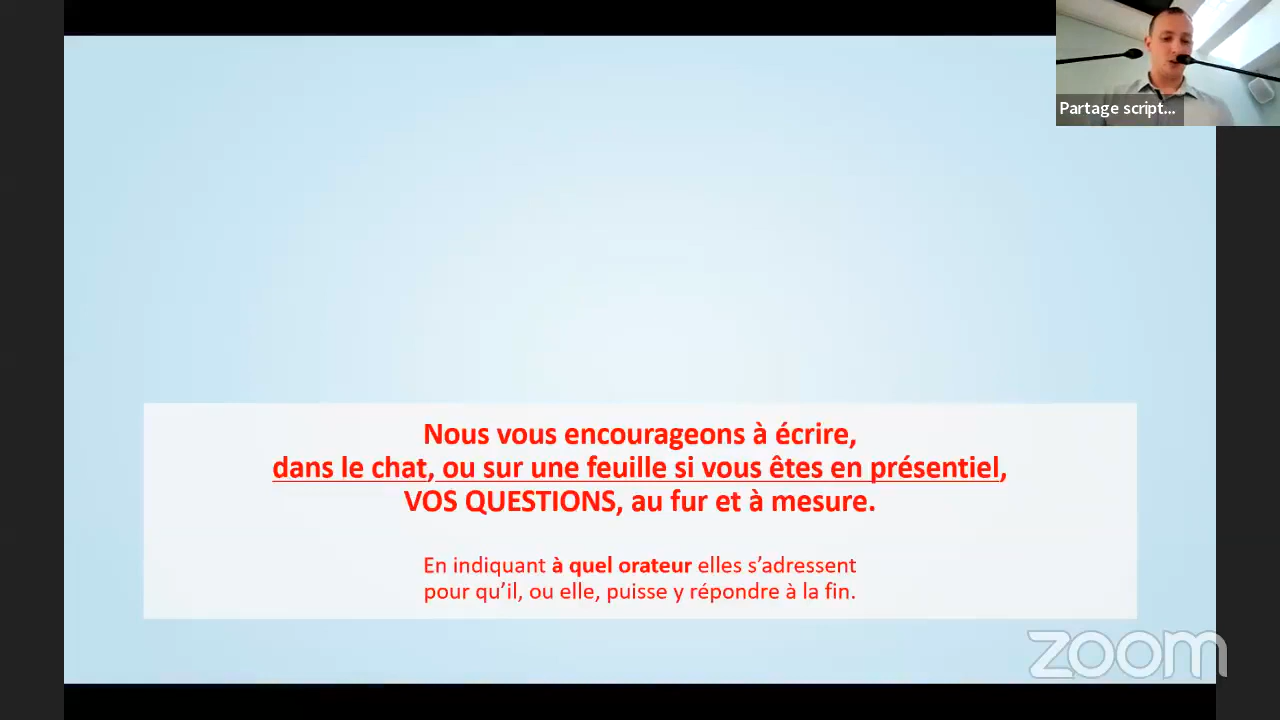 Partage script...
Nous vous encourageons à écrire,
dans le chat, ou sur une feuille si vous êtes en présentiel,
VOS QUESTIONS, au fur et à mesure.
En indiquant à quel orateur elles s’adressent
pour qu’il, ou elle, puisse y répondre à la fin.
zoom